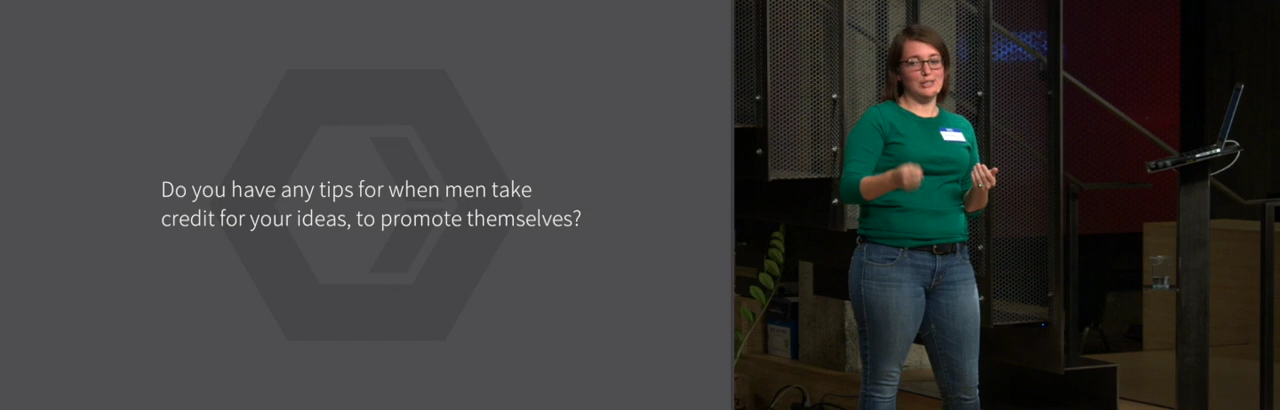 Do you have any tips for when men take
credit for your ideas, to promote themselves?